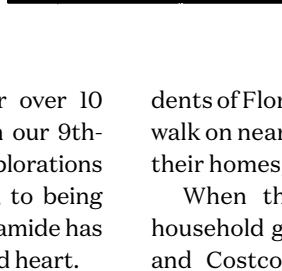 r over 10
n our 9th-
plorations
to being
amide has
d heart.
dents of Flor
walk on near
their homes,
When th
household g
and Costco